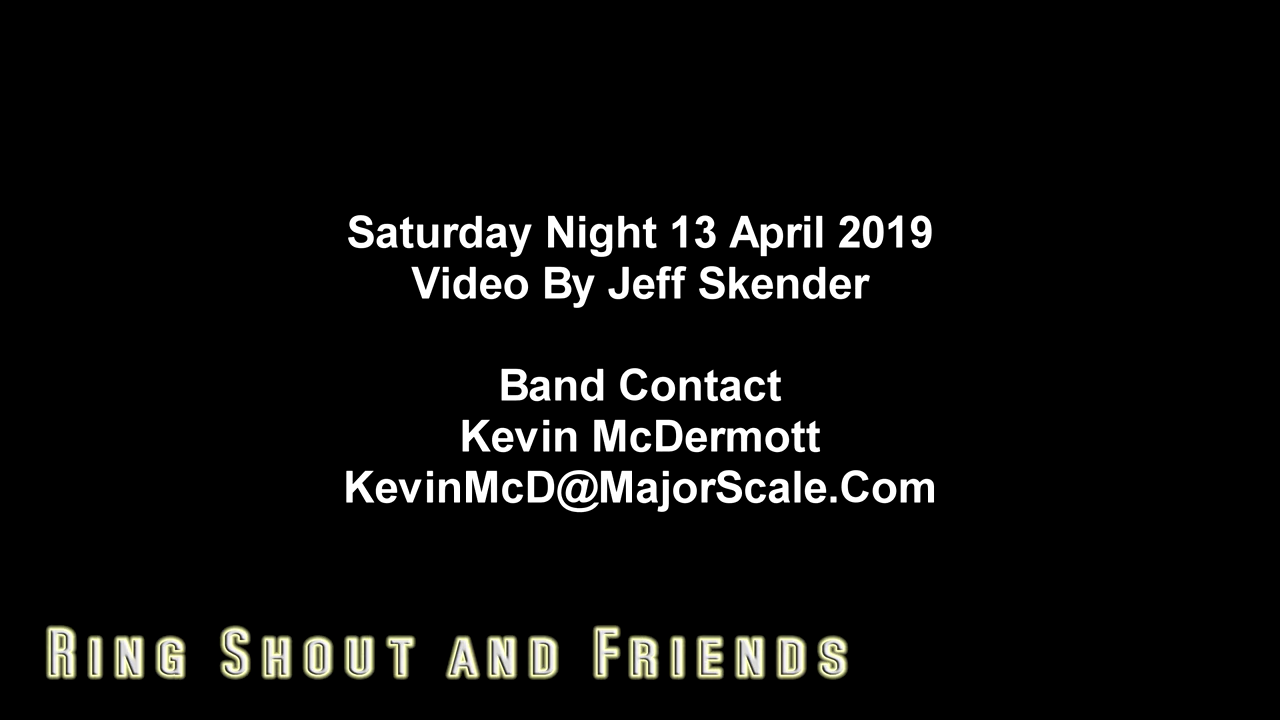 Saturday Night 13 April 2019
Video By Jeff Skender
Band Contact
Kevin McDermott
KevinMcD@MajorScale.Com
Ring Shout and Friends